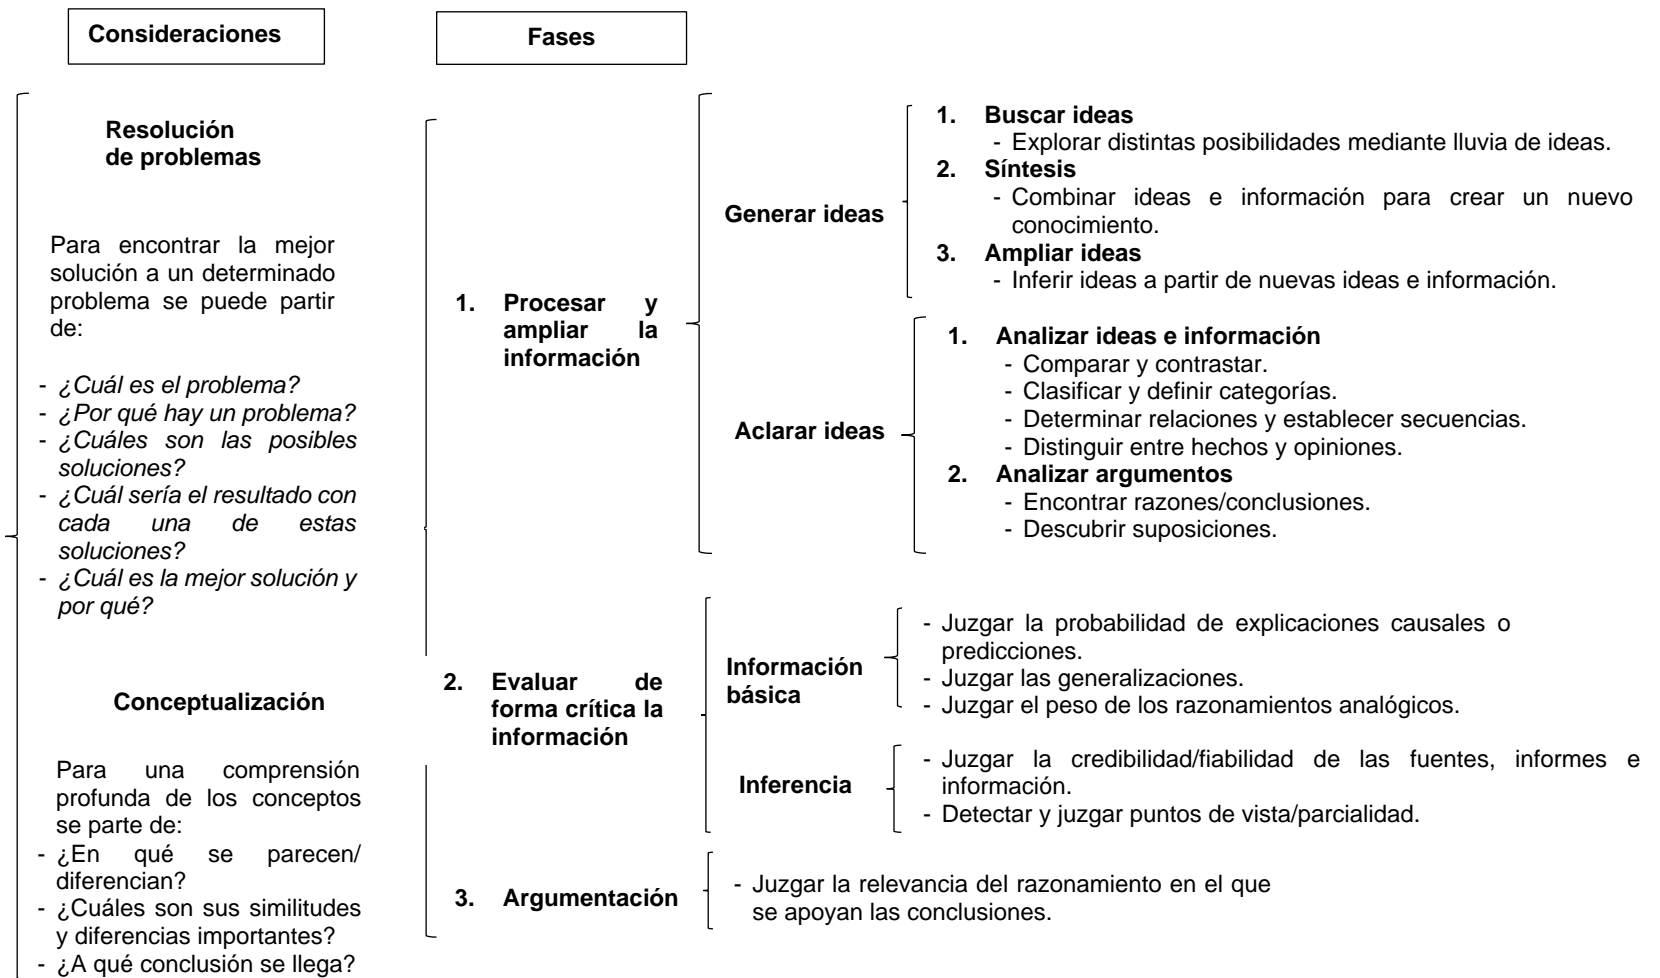 Consideraciones
Fases
Resolución
de problemas
Para encontrar la mejor
solución a un determinado
problema se puede partir
de:
- ¿Cuál es el problema?
- ¿Por qué hay un problema?
- ¿Cuáles son las posibles
soluciones?
- ¿Cuál sería el resultado con
cada una de estas
soluciones?
- ¿Cuál es la mejor solución y
por qué?
Conceptualización
Para una comprensión
profunda de los conceptos
se parte de:
- ¿En qué se parecen/
diferencian?
- ¿Cuáles son sus similitudes
y diferencias importantes?
- ¿A qué conclusión se llega?
1. Procesar y
ampliar la
información
Generar ideas
1. Buscar ideas
- Explorar distintas posibilidades mediante lluvia de ideas.
2. Síntesis
- Combinar ideas e información para crear un nuevo
conocimiento.
3. Ampliar ideas
- Inferir ideas a partir de nuevas ideas e información.
Aclarar ideas
1. Analizar ideas e información
- Comparar y contrastar.
- Clasificar y definir categorías.
- Determinar relaciones y establecer secuencias.
- Distinguir entre hechos y opiniones.
2. Analizar argumentos
- Encontrar razones/conclusiones.
- Descubrir suposiciones.
2. Evaluar de
forma crítica la
información
Información
básica
- Juzgar la probabilidad de explicaciones causales o
predicciones.
- Juzgar las generalizaciones.
- Juzgar el peso de los razonamientos analógicos.
Inferencia
- Juzgar la credibilidad/fiabilidad de las fuentes, informes e
información.
- Detectar y juzgar puntos de vista/parcialidad.
3. Argumentación
- Juzgar la relevancia del razonamiento en el que
se apoyan las conclusiones.